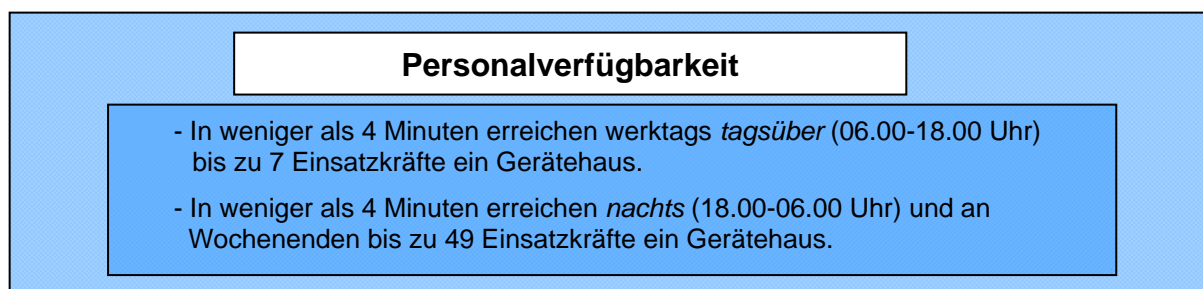 Personalverfügbarkeit
- In weniger als 4 Minuten erreichen werktags tagsüber (06.00-18.00 Uhr)
bis zu 7 Einsatzkräfte ein Gerätehaus.
- In weniger als 4 Minuten erreichen nachts (18.00-06.00 Uhr) und an
Wochenenden bis zu 49 Einsatzkräfte ein Gerätehaus.